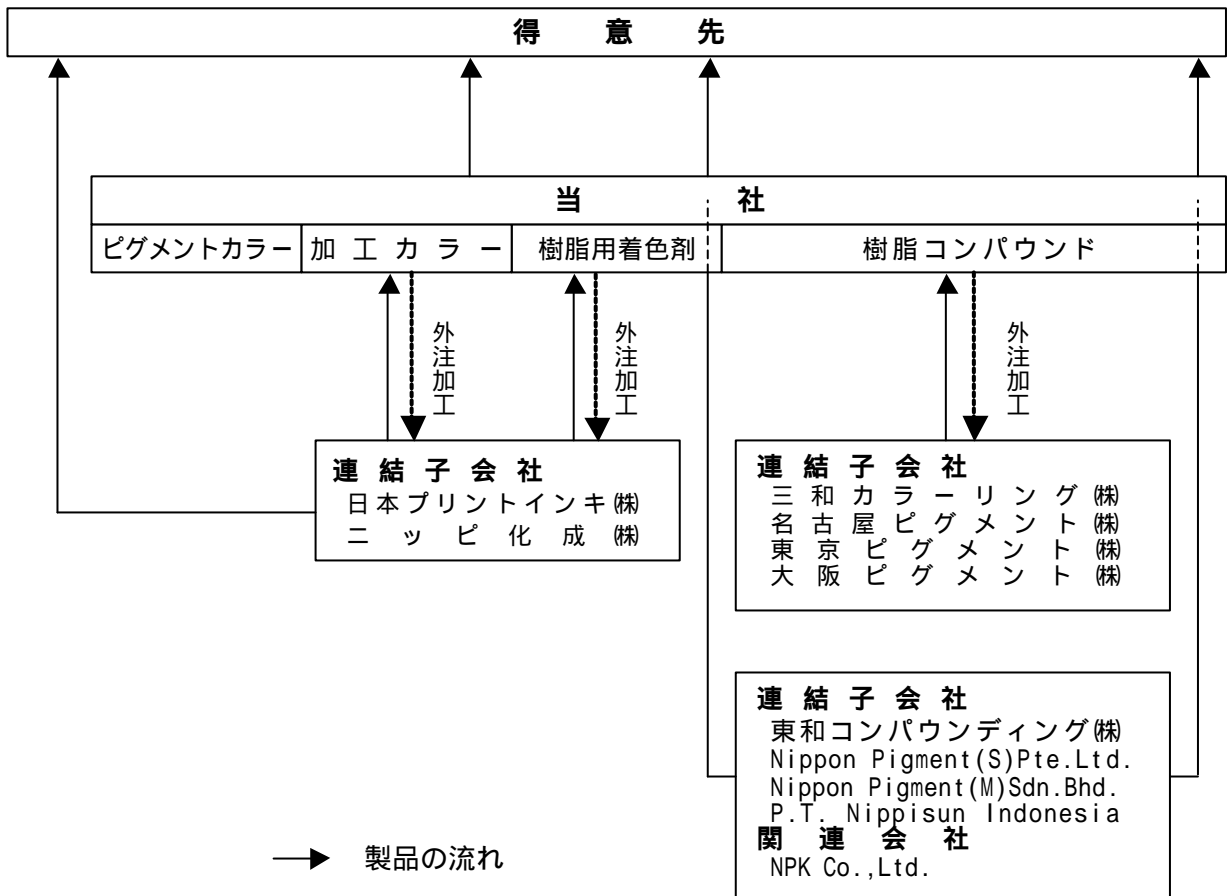 得意先
当社
ピグメントカラー 加工カラー 樹脂用着色剤 樹脂コンパウンド
外注加工
外注加工
外注加工
連結子会社
日本プリントインキ㈱
ニッピ化成㈱
連結子会社
三和カラーリング㈱
名古屋ピグメント㈱
東京ピグメント㈱
大阪ピグメント㈱
連結子会社
東和コンパウンディング㈱
Nippon Pigment(S)Pte.Ltd.
Nippon Pigment(M)Sdn.Bhd.
P.T. Nippisun Indonesia
関連会社
NPK Co.,Ltd.
製品の流れ